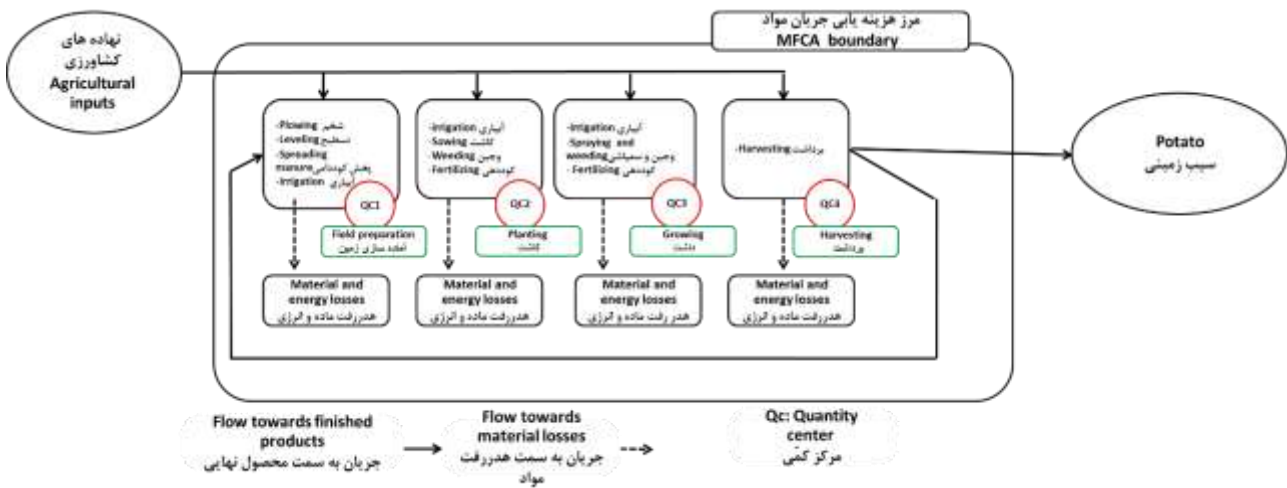 نهاده های
کشاورزی
Agricultural
inputs
مرز هزینه یابی جریان مواد
MFCA boundary
-Plowing شخم
-Leveling تسطیح
-Spreading
manure پخش کوددامی
-Irrigation آبیاری
QC1
Field preparation
آماده سازی زمین
Material and
energy losses
هدررفت ماده و انرژی
-Irrigation آبیاری
-Sowing کاشت
-Weeding وجین
-Fertilizing کوددهی
QC2
Planting
کاشت
Material and
energy losses
هدررفت ماده و انرژی
-Irrigation آبیاری
-Spraying and
weeding وجین و سمپاشی
-Fertilizing کوددهی
QC3
Growing
داشت
Material and
energy losses
هدر رفت ماده و انرژی
-Harvesting برداشت
QC4
Harvesting
برداشت
Material and
energy losses
هدررفت ماده و انرژی
Potato
سیب زمینی
Flow towards finished
products
جریان به سمت محصول نهایی
Flow towards
material losses
جریان به سمت هدررفت
مواد
Qc: Quantity
center
مرکز کمّی